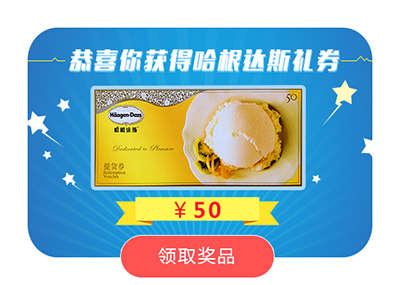 恭喜你获得哈根达斯礼券
50
Häagen-Dazs
哈根达斯
Dedicated to Pleasure
提货券
Redemption
Voucher
¥ 50
领取奖品